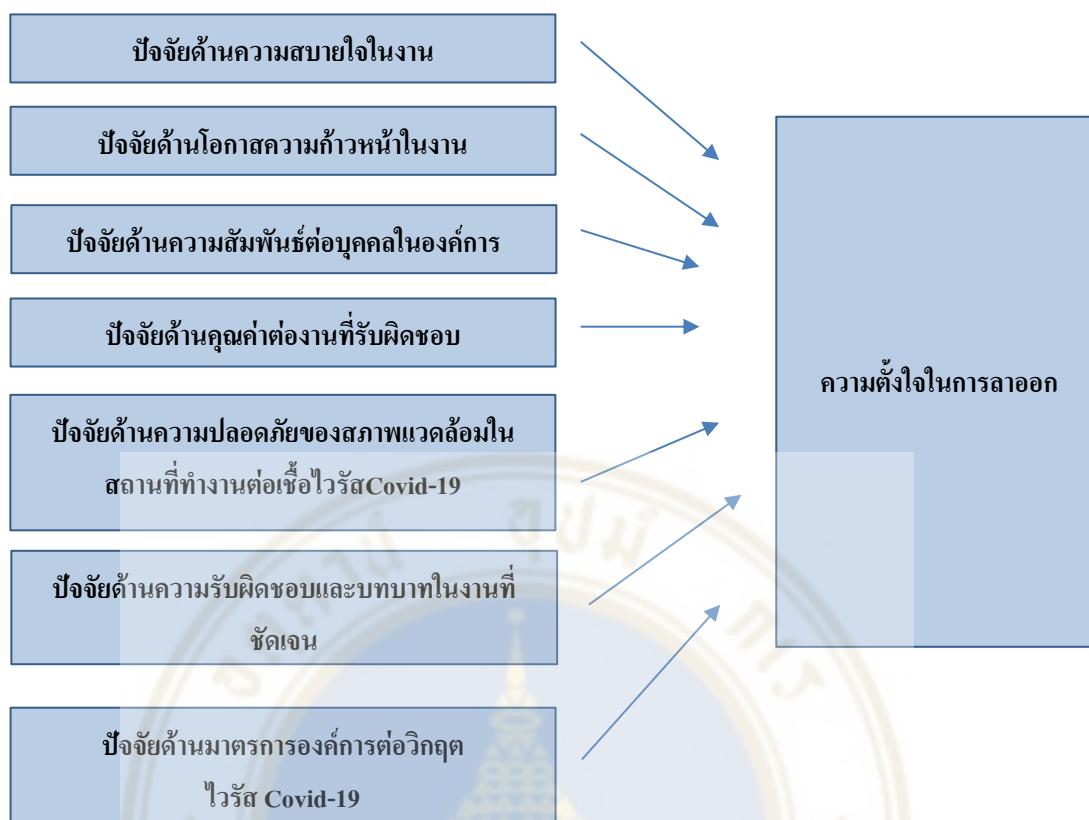 ปัจจัยด้านความสบายใจในงาน
ปัจจัยด้านโอกาสความก้าวหน้าในงาน
ปัจจัยด้านความสัมพันธ์ต่อบุคคลในองค์การ
ปัจจัยด้านคุณค่าต่องานที่รับผิดชอบ
ปัจจัยด้านความปลอดภัยของสภาพแวดล้อมใน
สถานที่ทำงานต่อเชื้อไวรัสCovid-19
ปัจจัยด้านความรับผิดชอบและบทบาทในงานที่
ชัดเจน
ปัจจัยด้านมาตรการองค์การต่อวิกฤต
ไวรัส Covid-19
ความตั้งใจในการลาออก